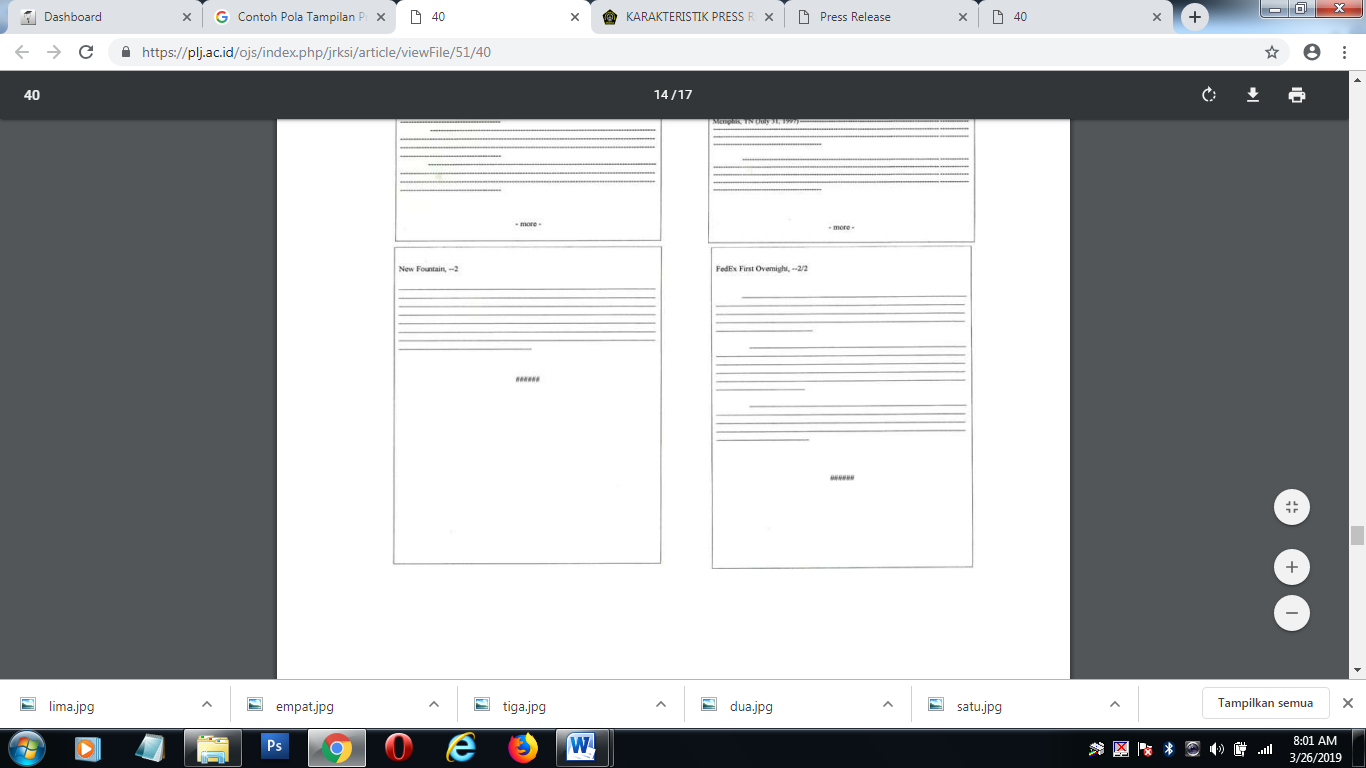 Dashboard
Contoh Pola Tampilan P
40
KARAKTERISTIK PRESS R
Press Release
40
https://plj.ac.id/ojs/index.php/jrksi/article/viewFile/51/40
40
14 / 17
Memphis, TN (July 31, 1997)
- more -
- more -
New Fountain, --2
FedEx First Overnight, --2/2
######
######
lima.jpg
empat.jpg
tiga.jpg
dua.jpg
satu.jpg
Tampilkan semua
Ps
8:01 AM
3/26/2019